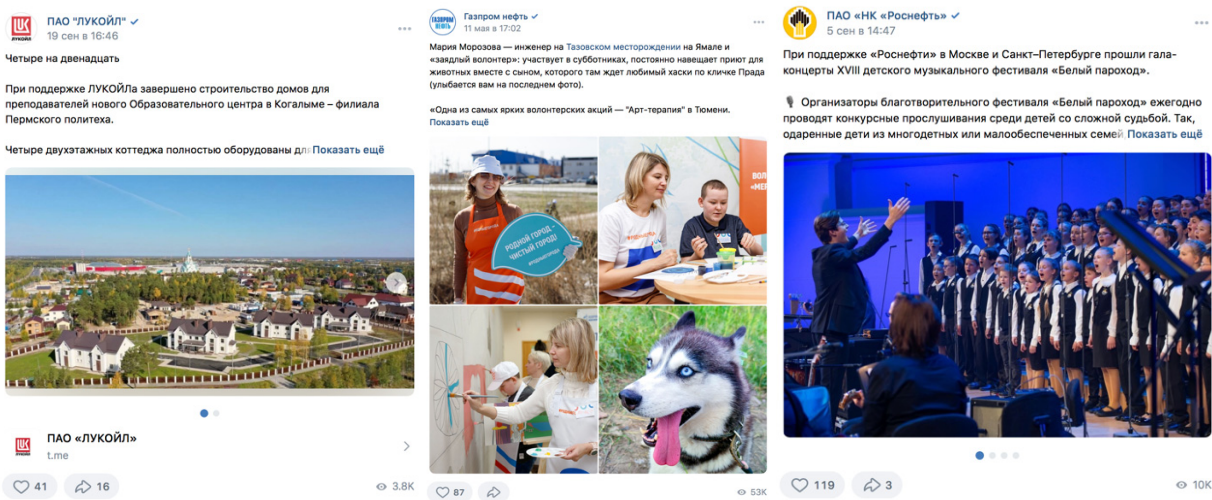 ПАО "ЛУКОЙЛ"
19 сен в 16:46
ЛУКОЙЛ
Четыре на двенадцать
При поддержке ЛУКОЙЛа завершено строительство домов для
преподавателей нового Образовательного центра в Когалыме – филиала
Пермского политеха.
Четыре двухэтажных коттеджа полностью оборудованы для Показать ещё
ПАО «ЛУКОЙЛ»
t.me
ЛУКОЙЛ
41
16
3.8K
ГАЗПРОМ
НЕФТЬ
Газпром нефть
11 мая в 17:02
Мария Морозова — инженер на Тазовском месторождении на Ямале и
«заядлый волонтер»: участвует в субботниках, постоянно навещает приют для
животных вместе с сыном, которого там ждет любимый хаски по кличке Прада
(улыбается вам на последнем фото).
«Одна из самых ярких волонтерских акций — "Арт-терапия" в Тюмени.
Показать ещё
РОДНОЙ ГОРОД –
ЧИСТЫЙ ГОРОД!
87
53K
ПАО «НК «Роснефть»
5 сен в 14:47
При поддержке «Роснефти» в Москве и Санкт–Петербурге прошли гала-
концерты XVIII детского музыкального фестиваля «Белый пароход».
🎙 Организаторы благотворительного фестиваля «Белый пароход» ежегодно
проводят конкурсные прослушивания среди детей со сложной судьбой. Так,
одаренные дети из многодетных или малообеспеченных семей Показать ещё
119
3
10K